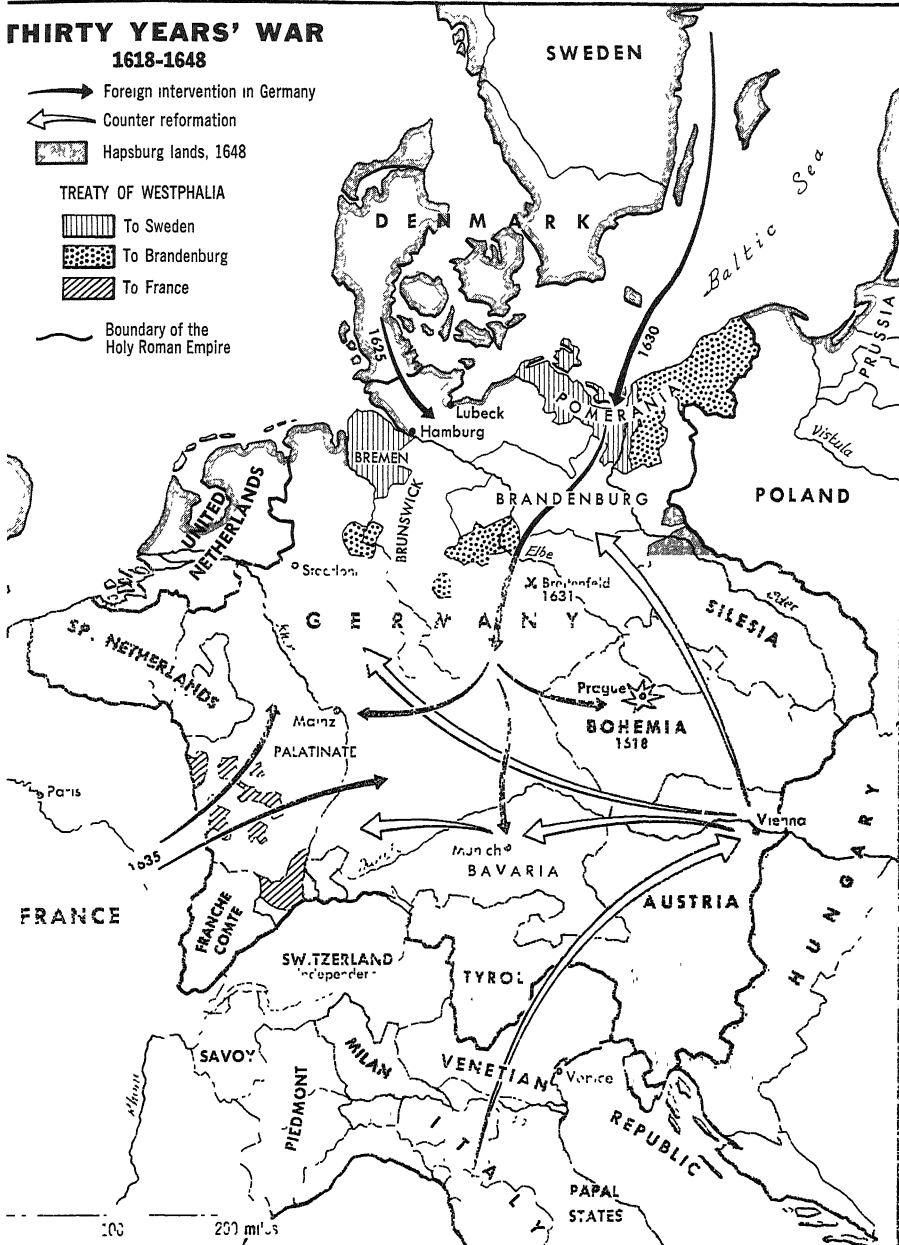 THIRTY YEARS' WAR
1618-1648
Foreign intervention in Germany
Counter reformation
Hapsburg lands, 1648
TREATY OF WESTPHALIA
To Sweden
To Brandenburg
To France
Boundary of the
Holy Roman Empire
SWEDEN
DENMARK
Baltic Sea
1625
1630
PRUSSIA
POMERANIA
Lubeck
Hamburg
Vistula
BREMEN
BRANDENBURG
POLAND
UNITED
NETHERLANDS
BRUNSWICK
Elbe
Breitenfeld
1631
Oder
SILESIA
GERMANY
SP. NETHERLANDS
Prague
BOHEMIA
1618
Mainz
PALATINATE
Paris
Vienna
1635
BAVARIA
HUNGARY
FRANCE
FRANCHE
COMTE
AUSTRIA
SWITZERLAND
Independent
TYROL
SAVOY
MILAN
VENETIAN
Venice
REPUBLIC
PIEDMONT
ITALY
PAPAL
STATES
200 miles